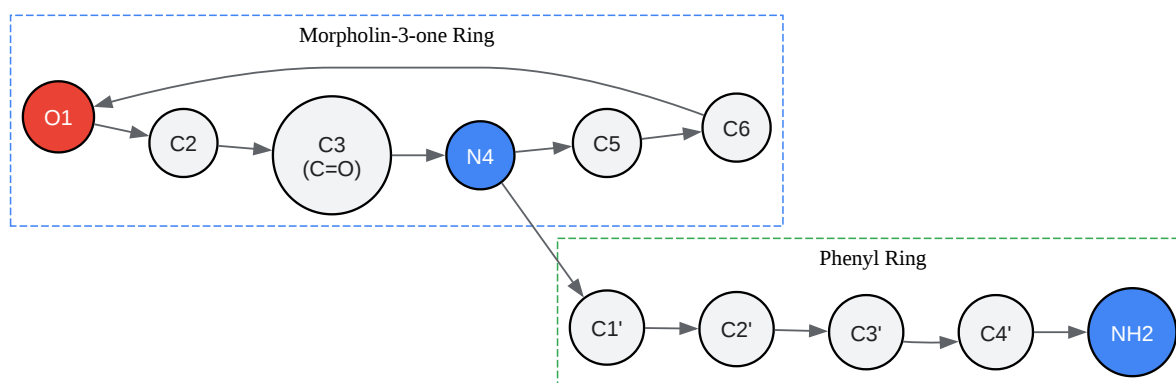 Morpholin-3-one Ring
O1
C2
C3
(C=O)
N4
C5
C6
Phenyl Ring
C1'
C2'
C3'
C4'
NH2